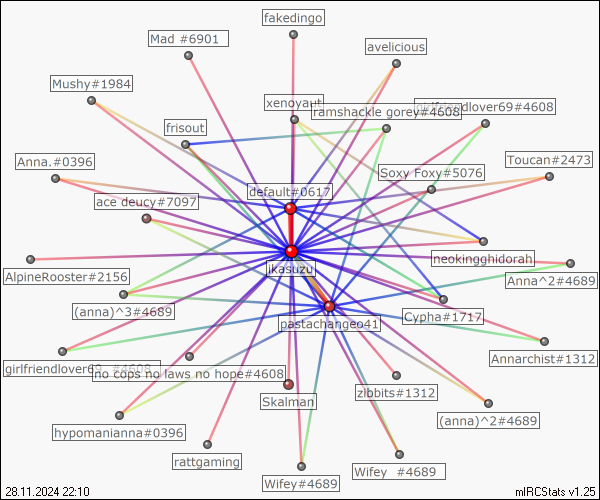 fakedingo
Mad #6901
avelicious
Mushy#1984
xenoyaut
ramshackle gorey#4608
girlfriendlover69#4608
frisout
Anna.#0396
Soxy Foxy#5076
Toucan#2473
default#0617
ace deucy#7097
neokingghidorah
jkasuzu
AlpineRooster#2156
Anna^2#4689
(anna)^3#4689
Cypha#1717
pastachangeo41
Annarchist#1312
girlfriendlover69 #4608
no cops no laws no hope#4608
zibbits#1312
Skalman
(anna)^2#4689
hypomanianna#0396
rattgaming
Wifey#4689
Wifey #4689
28.11.2024 22:10
mIRCStats v1.25